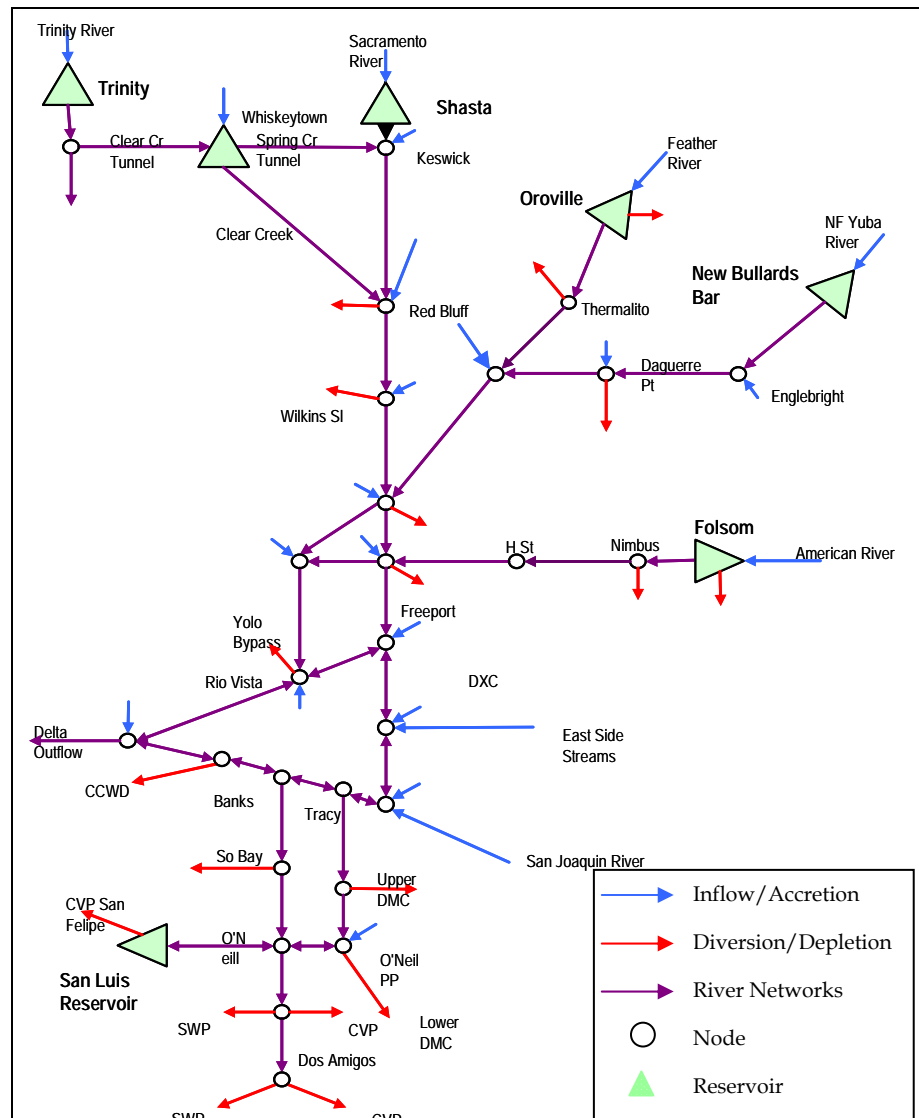 Trinity River
Trinity
Clear Cr
Tunnel
Whiskeytown
Spring Cr
Tunnel
Sacramento
River
Shasta
Keswick
Clear Creek
Feather
River
Oroville
NF Yuba
River
New Bullards
Bar
Red Bluff
Thermalito
Daguerre
Pt
Englebright
Wilkins Sl
Folsom
H St
Nimbus
American River
Freeport
Yolo
Bypass
Rio Vista
DXC
Delta
Outflow
East Side
Streams
CCWD
Banks
Tracy
San Joaquin River
So Bay
Upper
DMC
CVP San
Felipe
O'N
eill
O'Neil
PP
San Luis
Reservoir
SWP
CVP
Lower
DMC
Dos Amigos
SWP
CVP
Inflow/Accretion
Diversion/Depletion
River Networks
Node
Reservoir